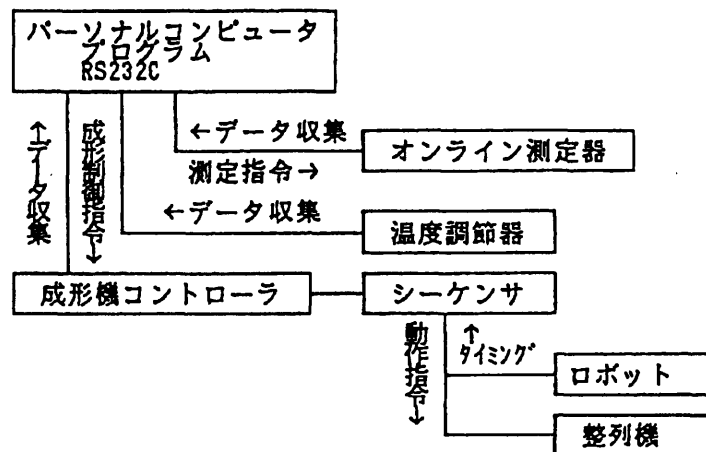 パーソナルコンピュータ
プログラム
RS232C
←データ収集
成形制御指令→
←データ収集
オンライン測定器
測定指令→
←データ収集
温度調節器
成形機コントローラ
シーケンサ
動作指令→
↑
タイミング
ロボット
整列機